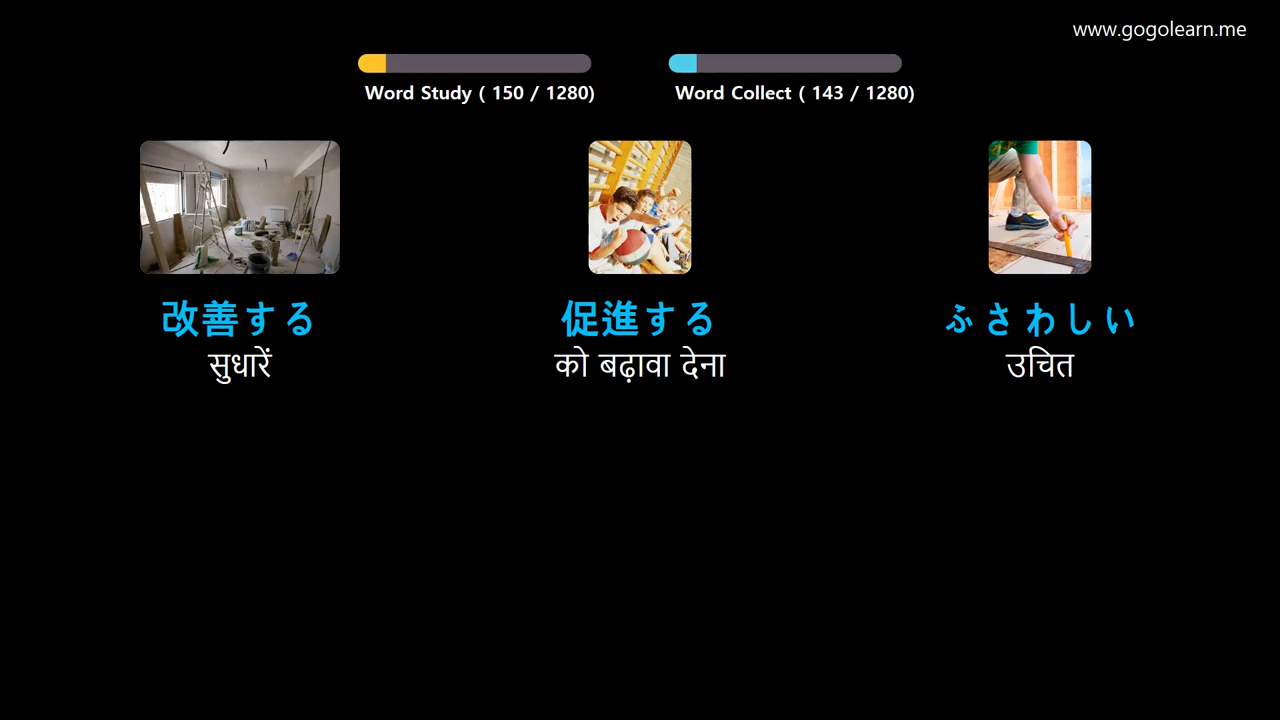 www.gogolearn.me
Word Study ( 150 / 1280)
Word Collect ( 143 / 1280)
改善する
सुधारें
促進する
को बढ़ावा देना
ふさわしい
उचित